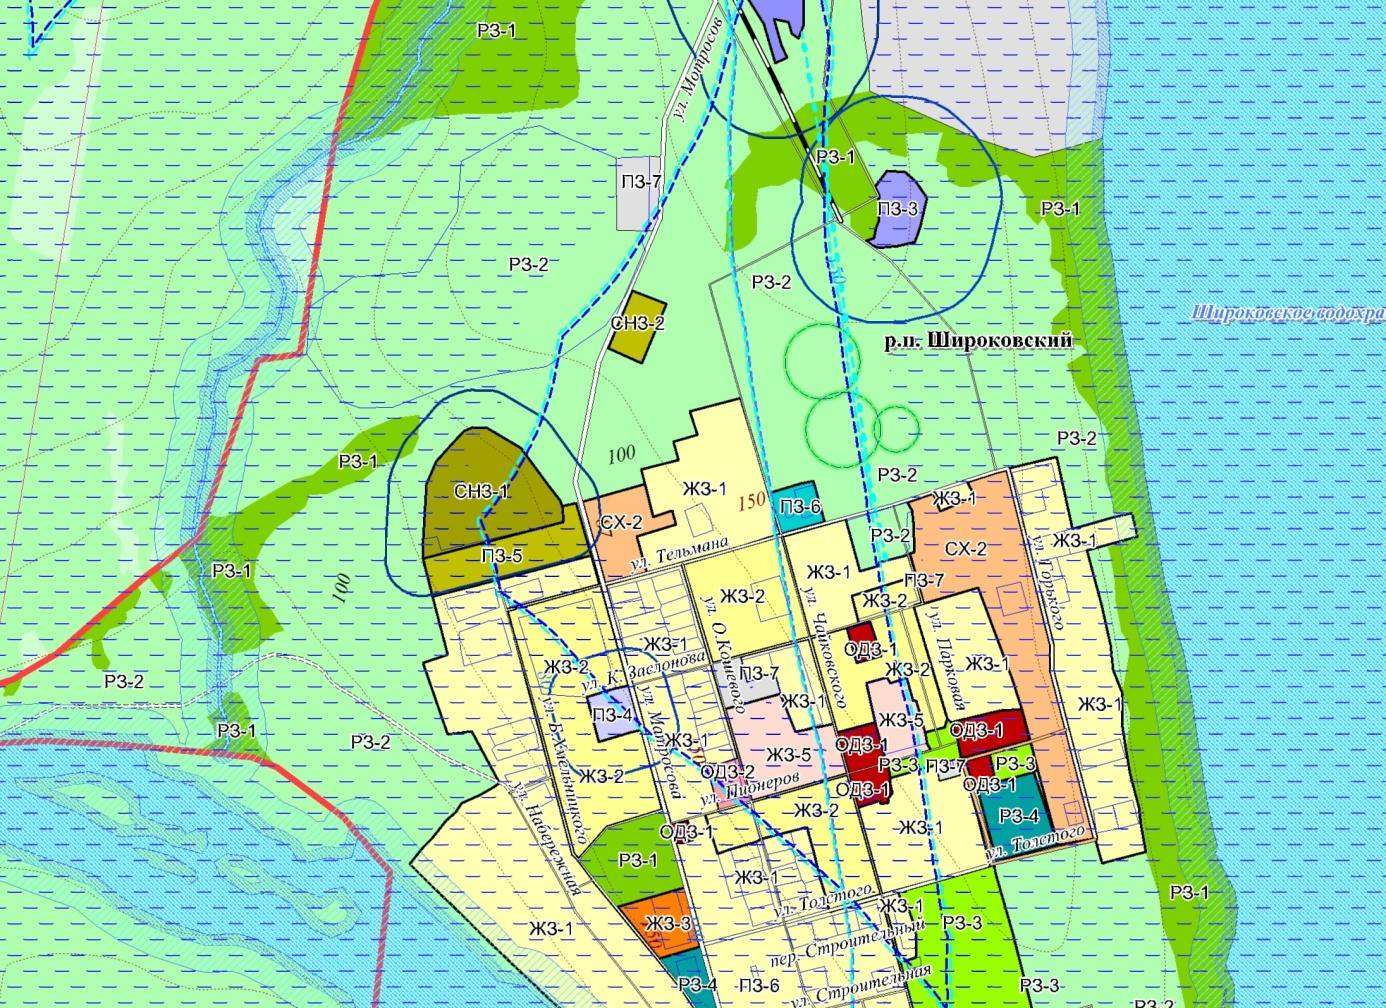 РЗ-1
ул. Мотросов
РЗ-1
ПЗ-7
ПЗ-3
РЗ-1
РЗ-2
РЗ-2
Широковское водохра
СНЗ-2
р.п. Широковский
РЗ-2
100
РЗ-1
РЗ-2
СНЗ-1
ЖЗ-1
150
ЖЗ-1
ПЗ-6
СХ-2
РЗ-2
ЖЗ-1
СХ-2
ПЗ-5
ул. Тельмана
РЗ-1
100
ЖЗ-1
ПЗ-7
ул. Горького
ЖЗ-2
ЖЗ-2
ул. О.Кошевого
ул. Чайковского
ул. Парковая
ЖЗ-1
ОДЗ-1
ЖЗ-2
ул. К. Заслонова
ЖЗ-2
ЖЗ-1
РЗ-2
ПЗ-7
ЖЗ-1
ЖЗ-1
ПЗ-4
ул. Б.Хмельницкого
ул. Матросова
ЖЗ-5
РЗ-1
РЗ-2
ЖЗ-1
ОДЗ-1
ОДЗ-1
ЖЗ-5
РЗ-3
ПЗ-7
РЗ-3
ЖЗ-2
ОДЗ-2
ул. Пионеров
ОДЗ-1
ОДЗ-1
ул. Набережная
ЖЗ-2
РЗ-4
ОДЗ-1
ЖЗ-1
ул. Толстого
РЗ-1
ЖЗ-1
РЗ-1
ул. Толстого
ЖЗ-1
ЖЗ-3
РЗ-3
ЖЗ-1
пер. Строительный
РЗ-4
ПЗ-6
ул. Строительная
РЗ-3
РЗ-2